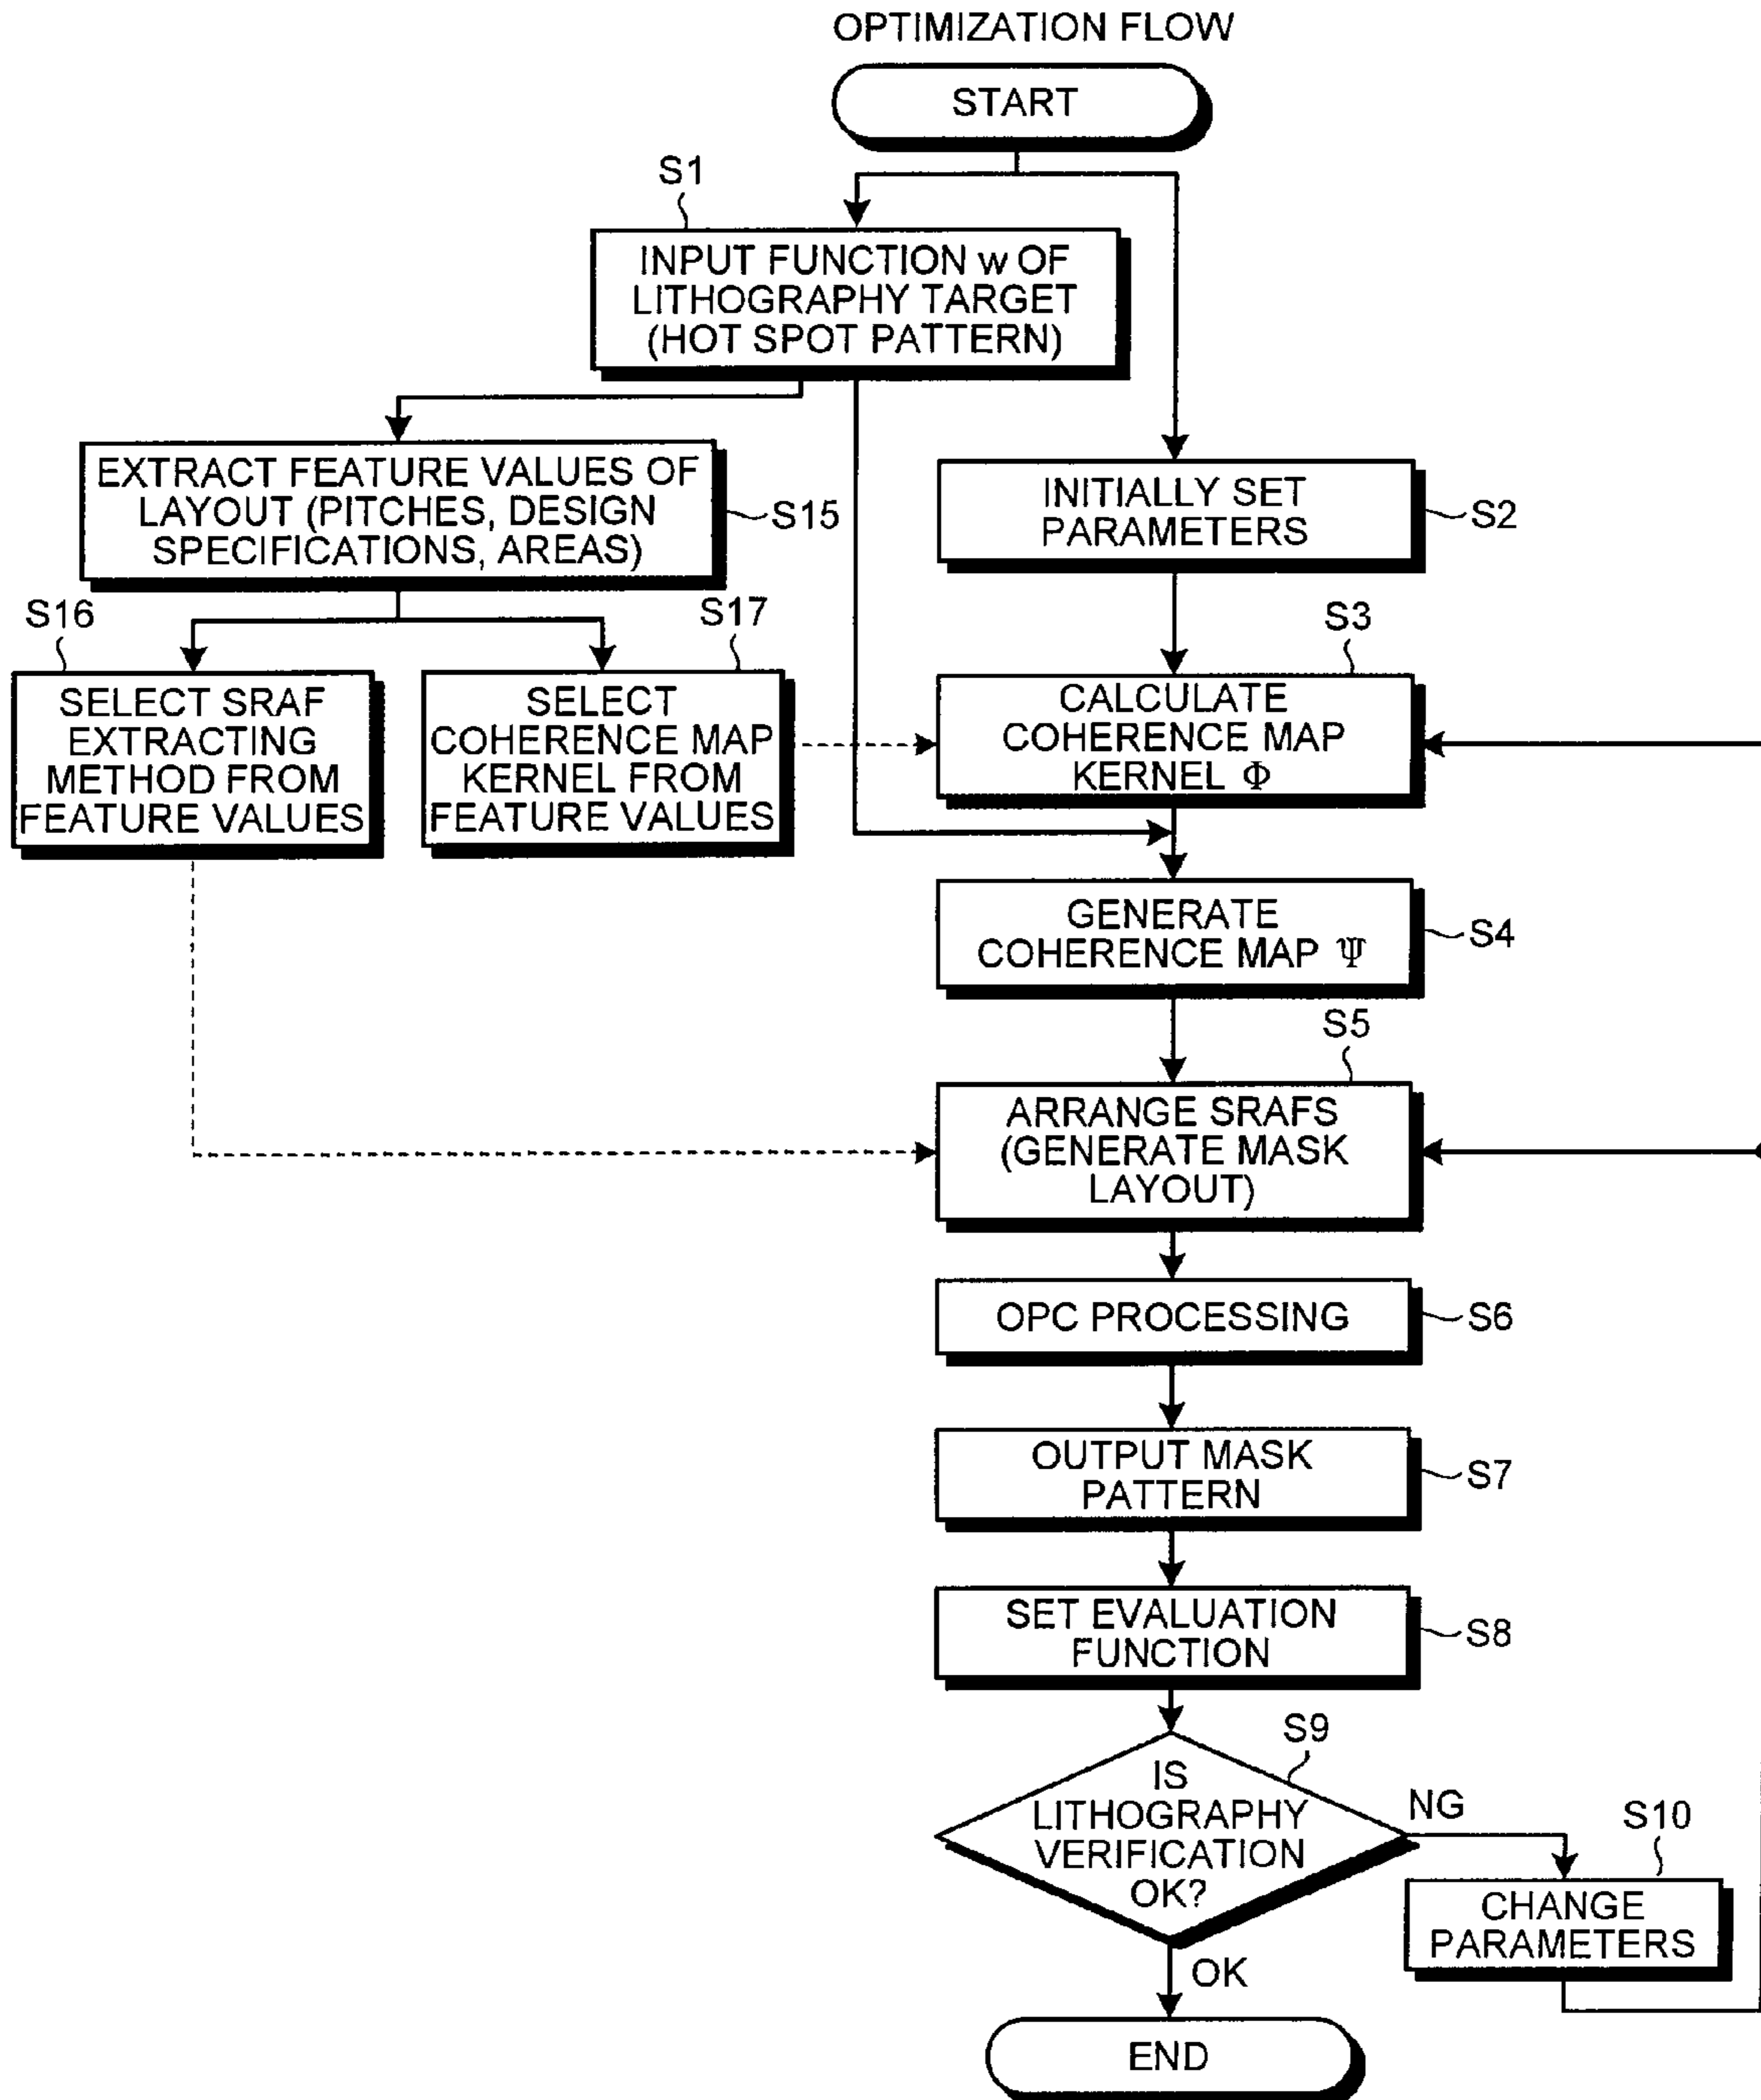 OPTIMIZATION FLOW
START
S1
INPUT FUNCTION w OF
LITHOGRAPHY TARGET
(HOT SPOT PATTERN)
EXTRACT FEATURE VALUES OF
LAYOUT (PITCHES, DESIGN
SPECIFICATIONS, AREAS)
S15
INITIALLY SET
PARAMETERS
S2
S16
SELECT SRAF
EXTRACTING
METHOD FROM
FEATURE VALUES
S17
SELECT
COHERENCE MAP
KERNEL FROM
FEATURE VALUES
S3
CALCULATE
COHERENCE MAP
KERNEL Φ
GENERATE
COHERENCE MAP Ψ
S4
S5
ARRANGE SRAFS
(GENERATE MASK
LAYOUT)
OPC PROCESSING
S6
OUTPUT MASK
PATTERN
S7
SET EVALUATION
FUNCTION
S8
S9
IS
LITHOGRAPHY
VERIFICATION
OK?
NG
S10
CHANGE
PARAMETERS
OK
END